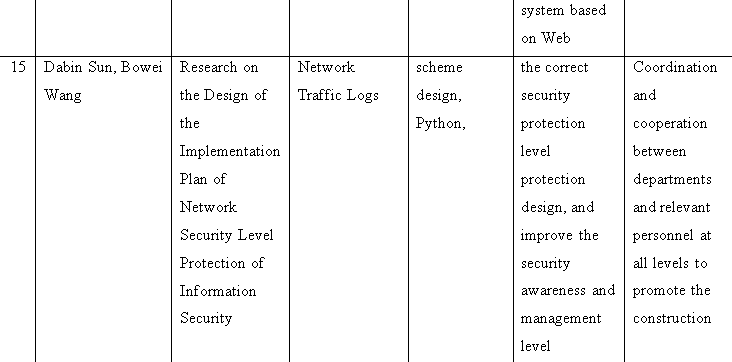 system based
on Web
15
Dabin Sun, Bowei
Wang
Research on
the Design of
the
Implementation
Plan of
Network
Security Level
Protection of
Information
Security
Network
Traffic Logs
scheme
design,
Python,
the correct
security
protection
level
protection
design, and
improve the
security
awareness and
management
level
Coordination
and
cooperation
between
departments
and relevant
personnel at
all levels to
promote the
construction